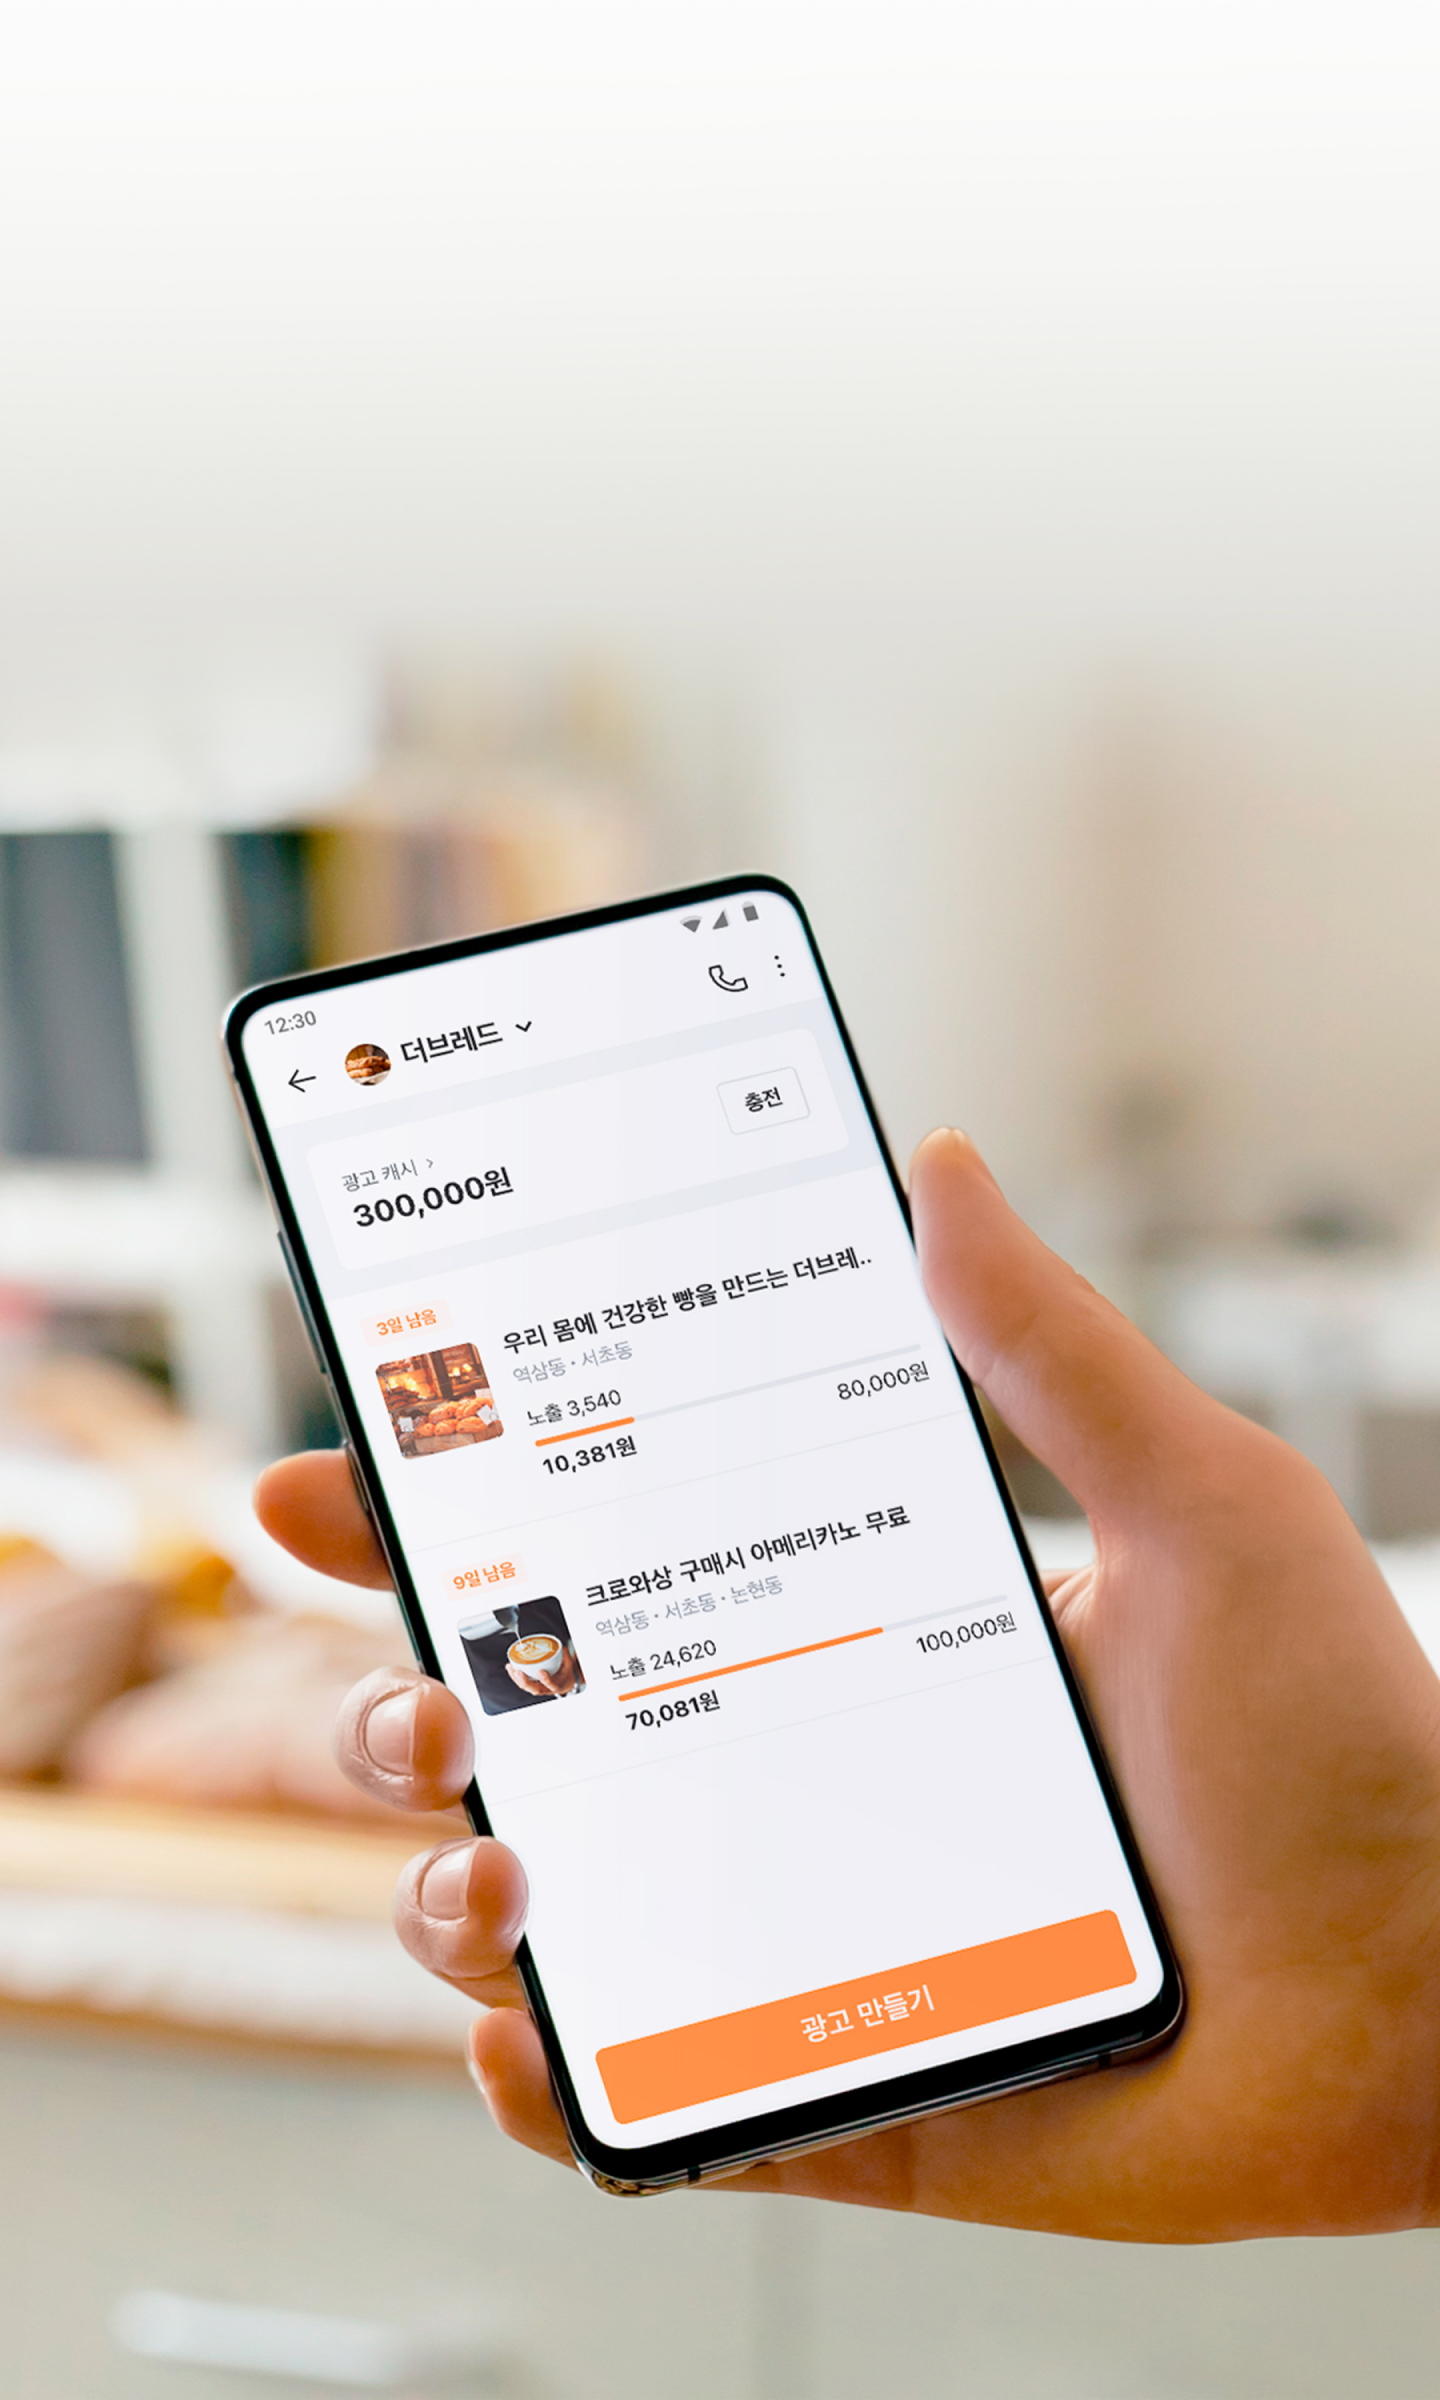 12:30
더브레드
충전
광고 캐시 >
300,000원
3일 남음
우리 몸에 건강한 빵을 만드는 더브레..
역삼동 · 서초동
노출 3,540
80,000원
10,381원
9일 남음
크로와상 구매시 아메리카노 무료
역삼동 · 서초동 · 논현동
노출 24,620
100,000원
70,081원
광고 만들기